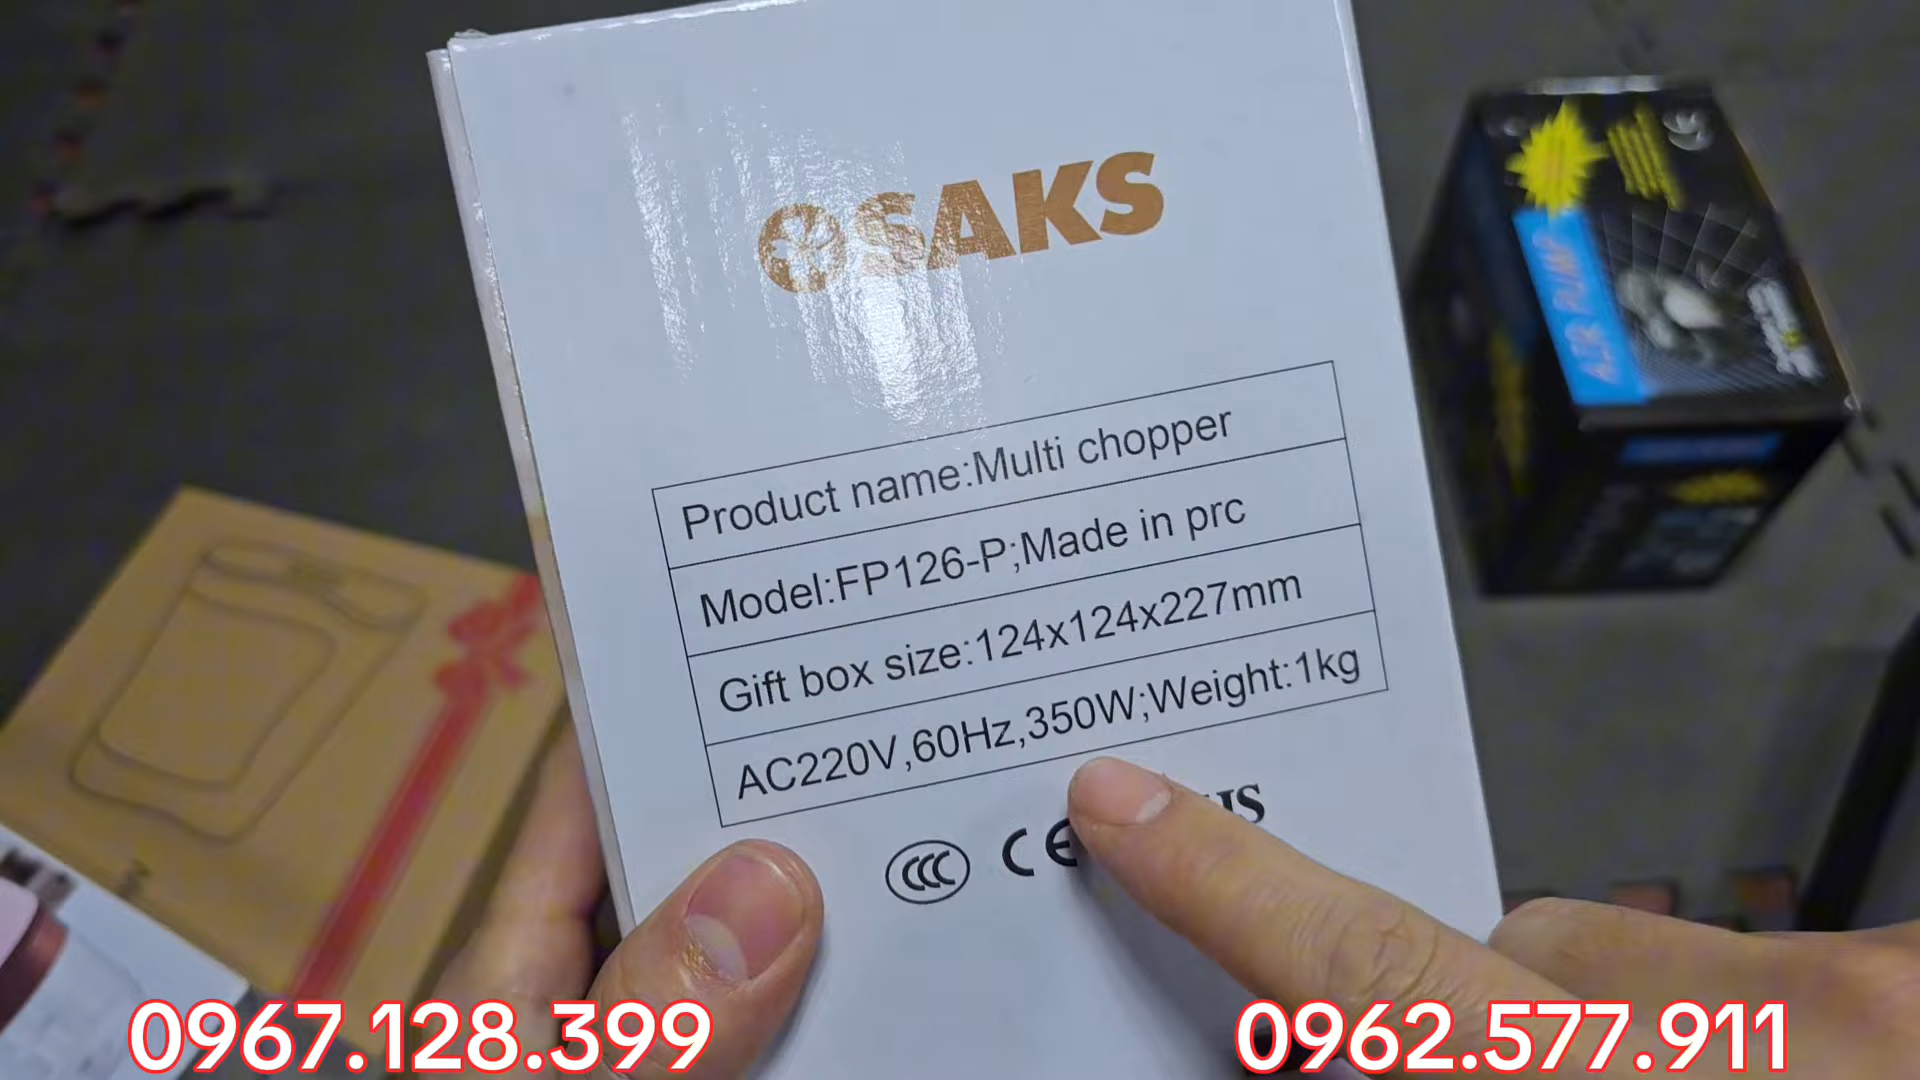 SAKS
Product name:Multi chopper
Model:FP126-P;Made in prc
Gift box size:124x124x227mm
AC220V,60Hz,350W;Weight:1kg
CCC CE
AIR PUMP
0967.128.399
0962.577.911